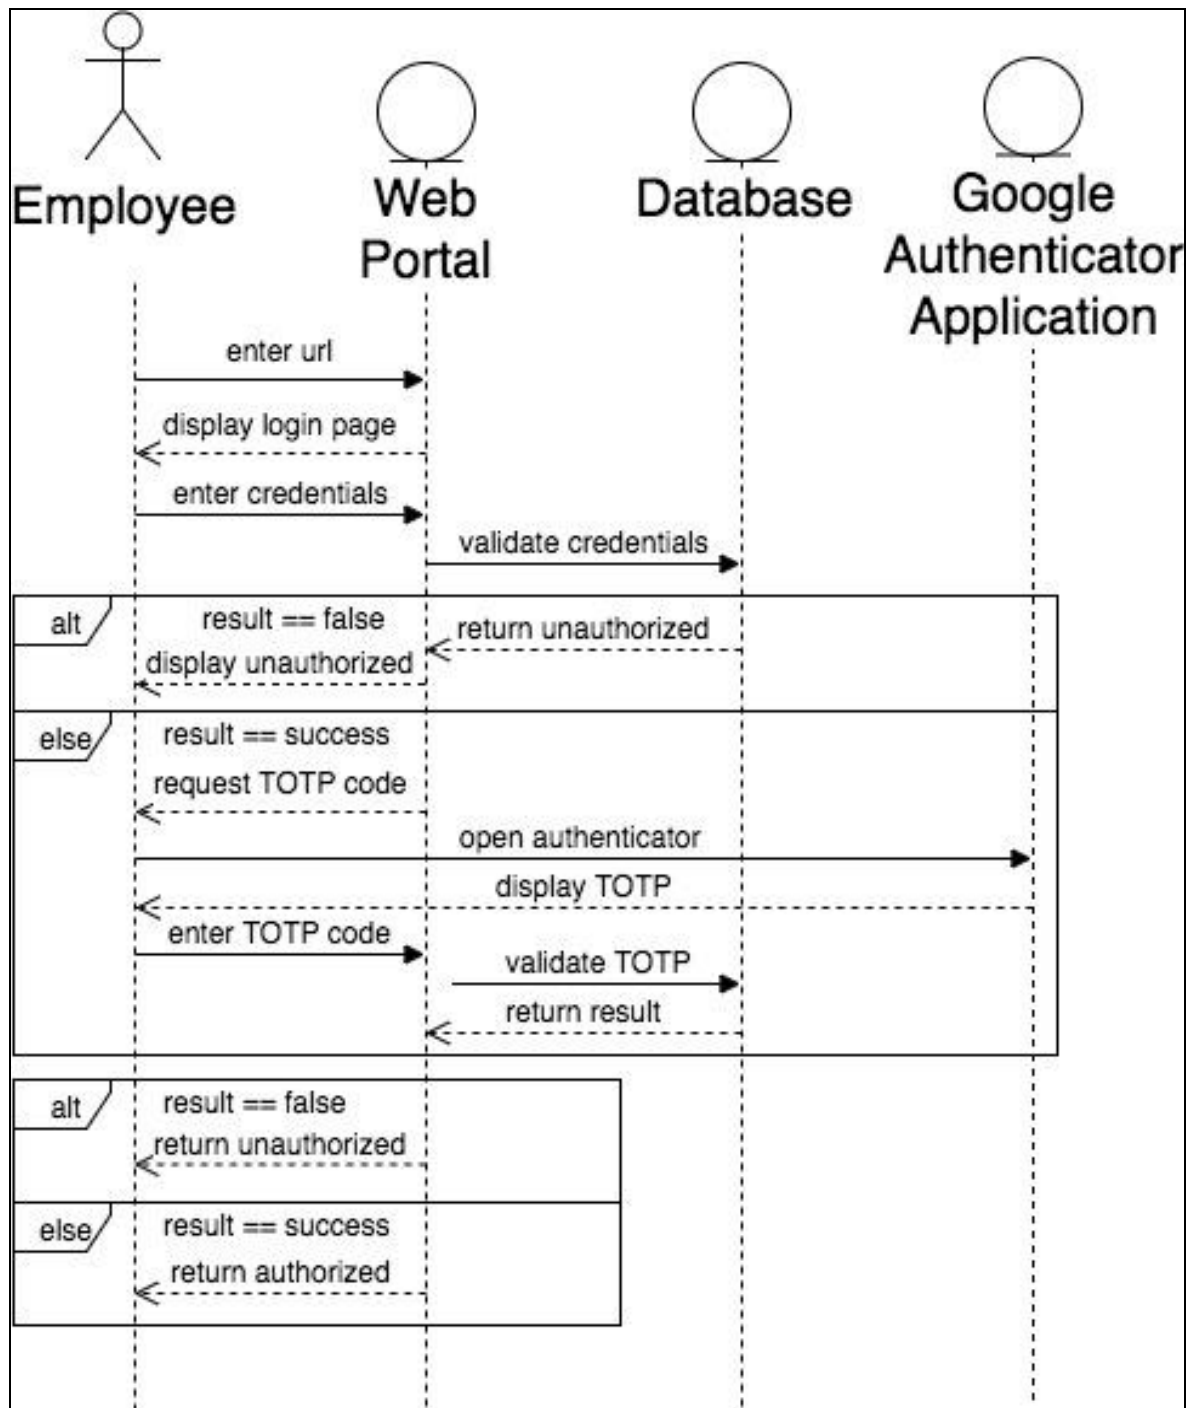 Employee
Web
Portal
Database
Google
Authenticator
Application
enter url
display login page
enter credentials
validate credentials
alt
result == false
return unauthorized
display unauthorized
else
result == success
request TOTP code
open authenticator
display TOTP
enter TOTP code
validate TOTP
return result
alt
result == false
return unauthorized
else
result == success
return authorized